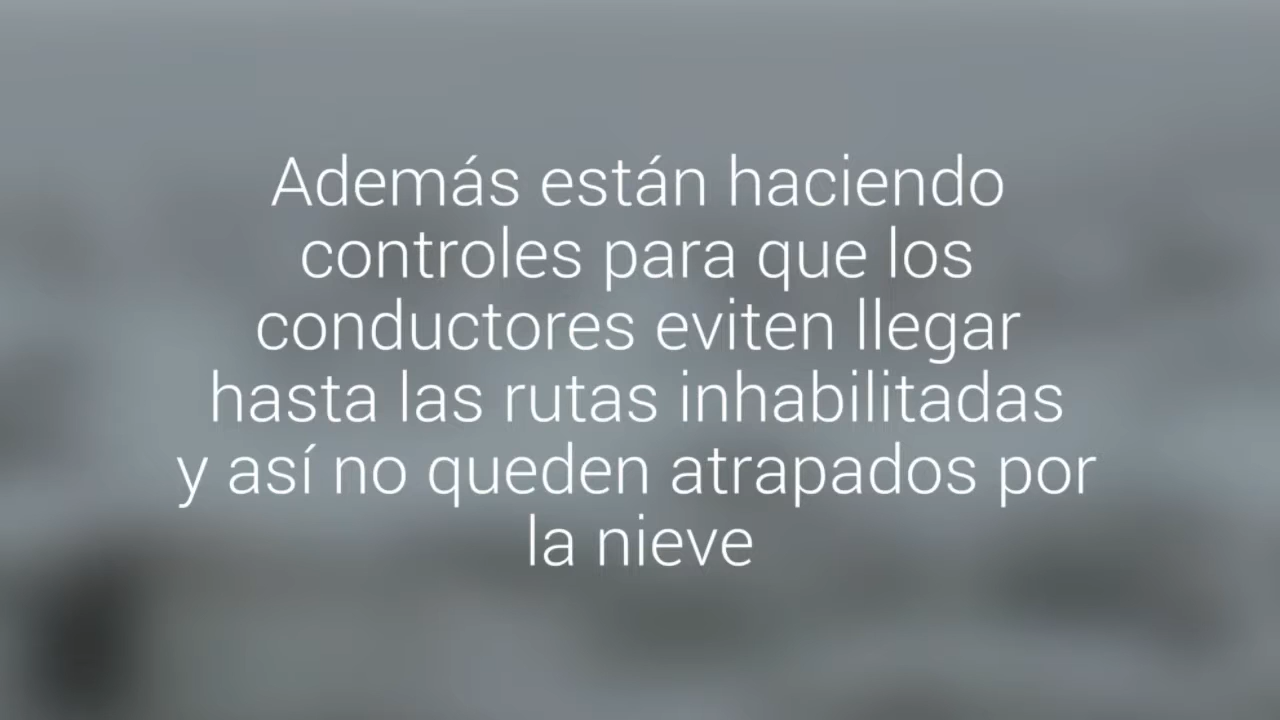 Además están haciendo
controles para que los
conductores eviten llegar
hasta las rutas inhabilitadas
y así no queden atrapados por
la nieve